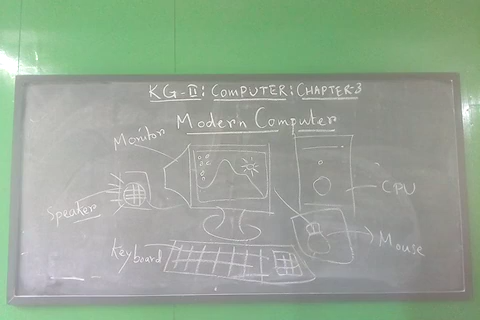 KG-II: COMPUTER: CHAPTER-3
Modern Computer
Monitor
CPU
Speaker
Mouse
Keyboard